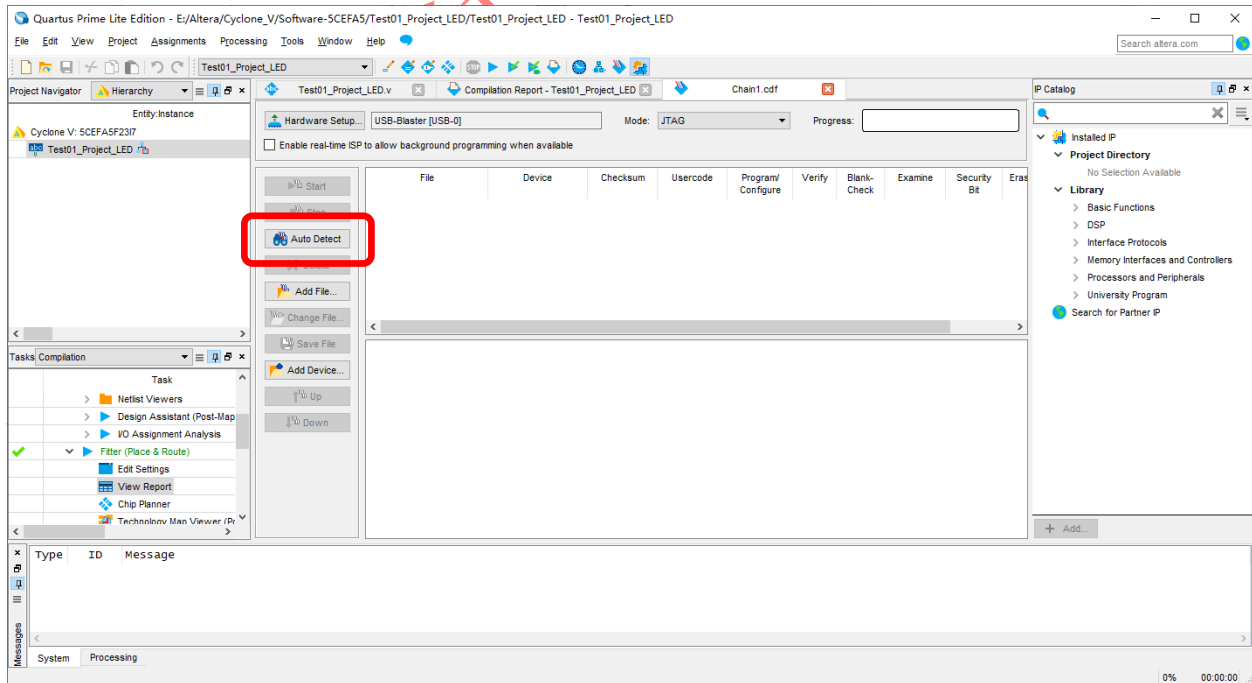 Quartus Prime Lite Edition - E:/Altera/Cyclone_V/Software-5CEFA5/Test01_Project_LED/Test01_Project_LED - Test01_Project_LED
File Edit View Project Assignments Processing Tools Window Help
Search altera.com
Test01_Project_LED
Project Navigator Hierarchy
Test01_Project_LED.v
Compilation Report - Test01_Project_LED
Chain1.cdf
IP Catalog
Entity:Instance
Cyclone V: 5CEFA5F23I7
Test01_Project_LED
Hardware Setup... USB-Blaster [USB-0] Mode: JTAG Progress:
Enable real-time ISP to allow background programming when available
Start
Stop
Auto Detect
Delete
Add File...
Change File...
Save File
Add Device...
Up
Down
File Device Checksum Usercode Program/ Verify Blank- Examine Security Eras
Configure Check Bit
Installed IP
Project Directory
No Selection Available
Library
Basic Functions
DSP
Interface Protocols
Memory Interfaces and Controllers
Processors and Peripherals
University Program
Search for Partner IP
+ Add...
Tasks Compilation
Task
Netlist Viewers
Design Assistant (Post-Map
I/O Assignment Analysis
Fitter (Place & Route)
Edit Settings
View Report
Chip Planner
Technology Map Viewer (Pc
Type ID Message
Messages
System Processing
0% 00:00:00